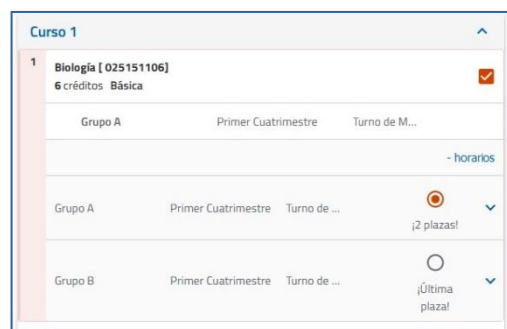 Curso 1
1
Biología [ 025151106]
6 créditos Básica
Grupo A Primer Cuatrimestre Turno de M...
- horarios
Grupo A Primer Cuatrimestre Turno de ...
¡2 plazas!
Grupo B Primer Cuatrimestre Turno de ...
¡Última
plaza!